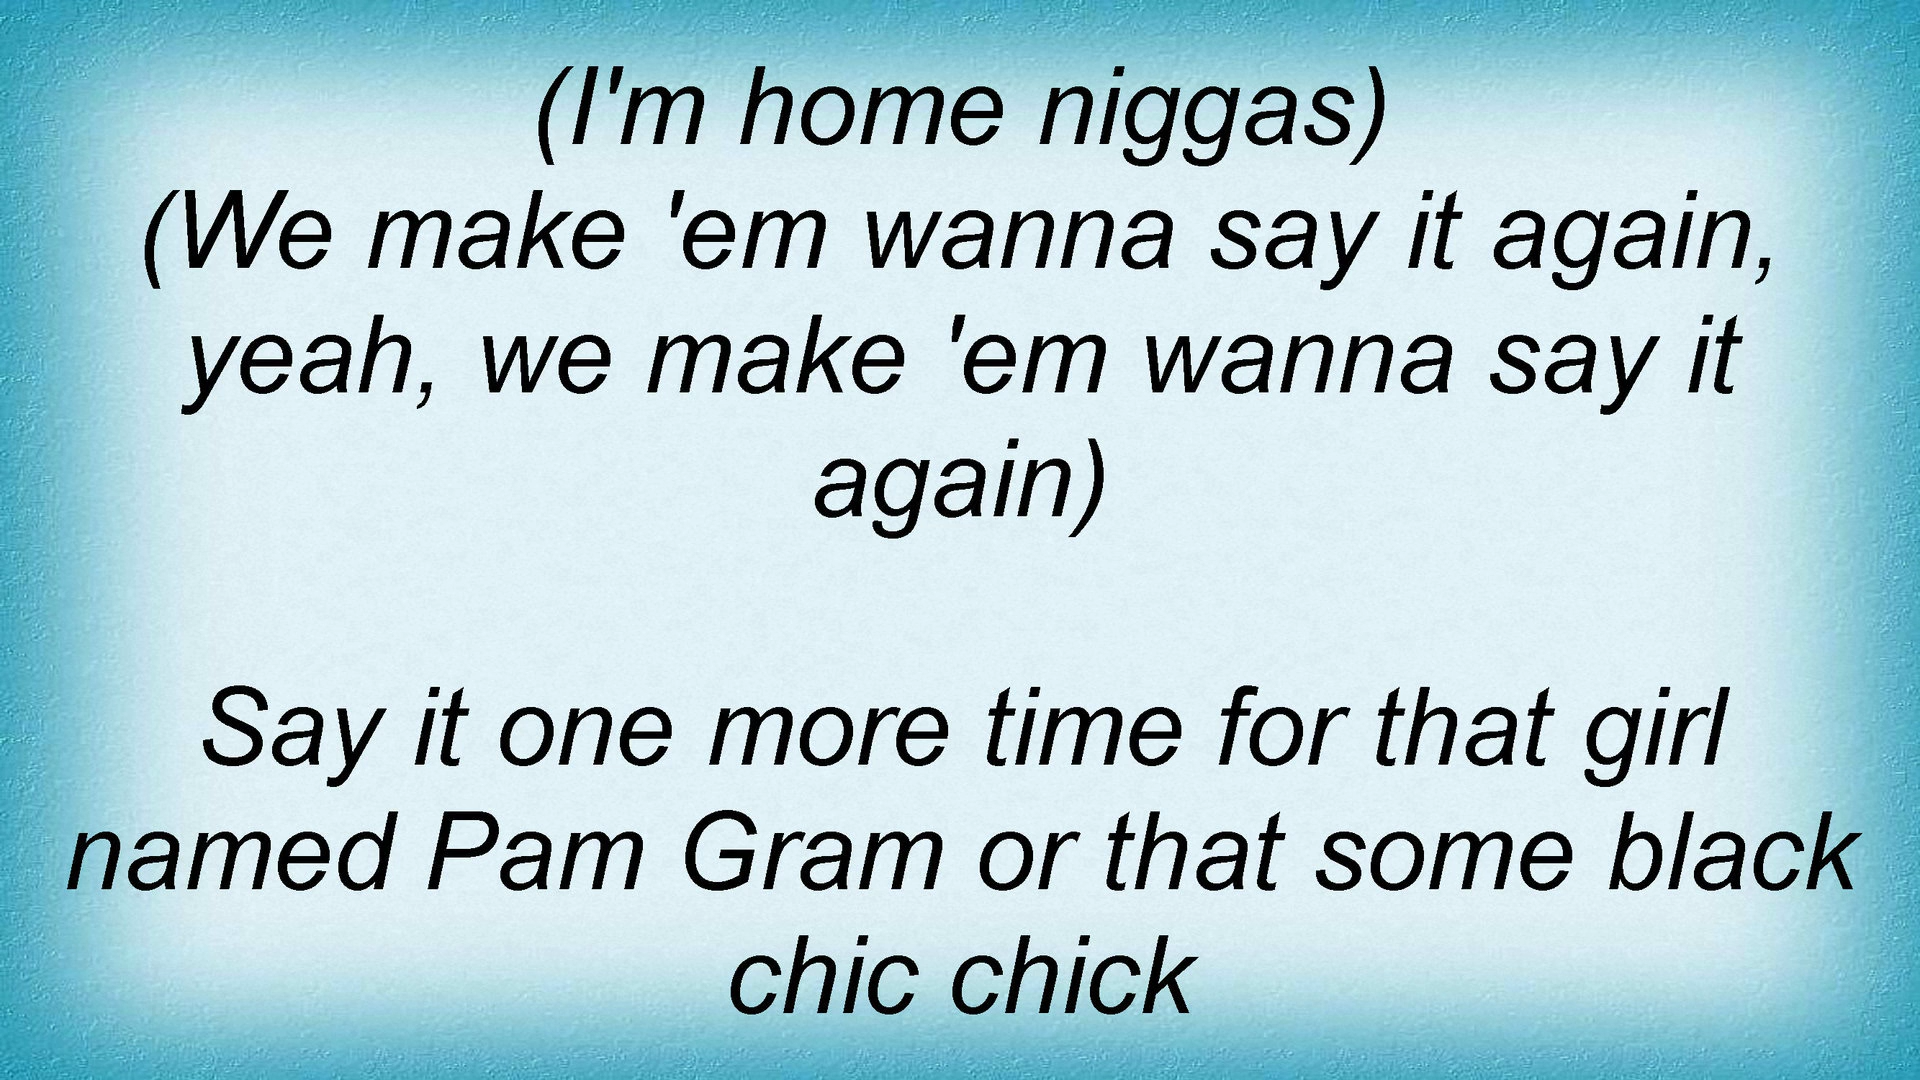 (I'm home niggas)
(We make 'em wanna say it again,
yeah, we make 'em wanna say it
again)
Say it one more time for that girl
named Pam Gram or that some black
chic chick